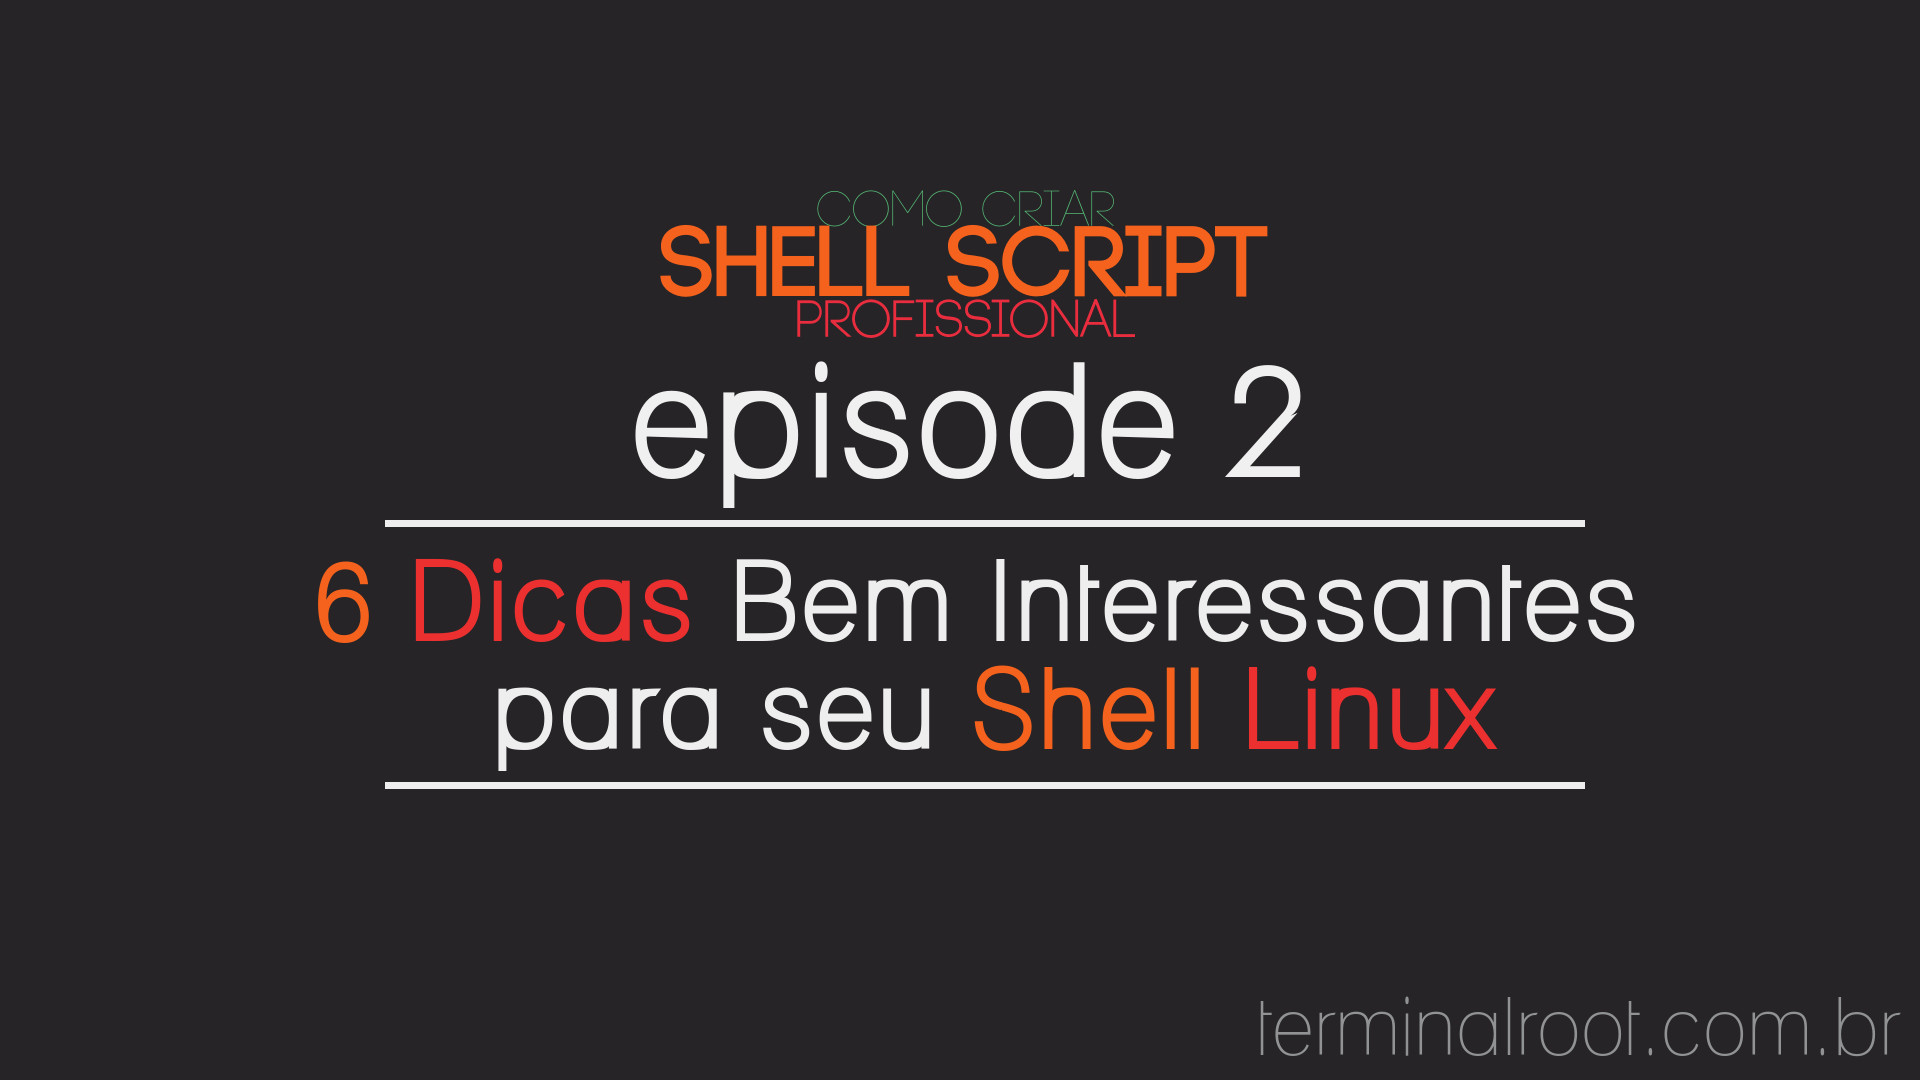 COMO CRIAR
SHELL SCRIPT
PROFISSIONAL
episode 2
6 Dicas Bem Interessantes
para seu Shell Linux
terminalroot.com.br